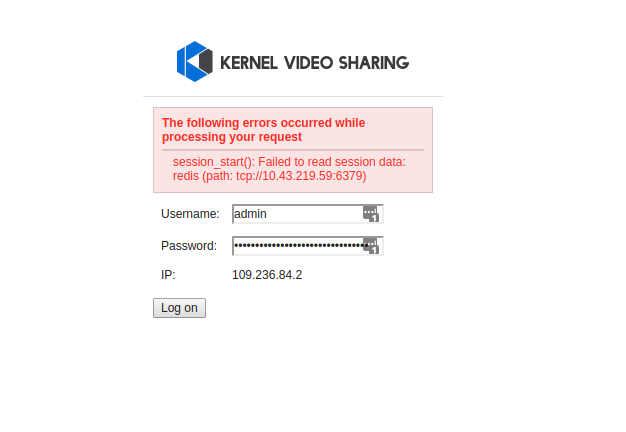 KERNEL VIDEO SHARING
The following errors occurred while
processing your request
session_start(): Failed to read session data:
redis (path: tcp://10.43.219.59:6379)
Username: admin
Password: ••••••••••••••••••••••••••••••••
IP: 109.236.84.2
Log on